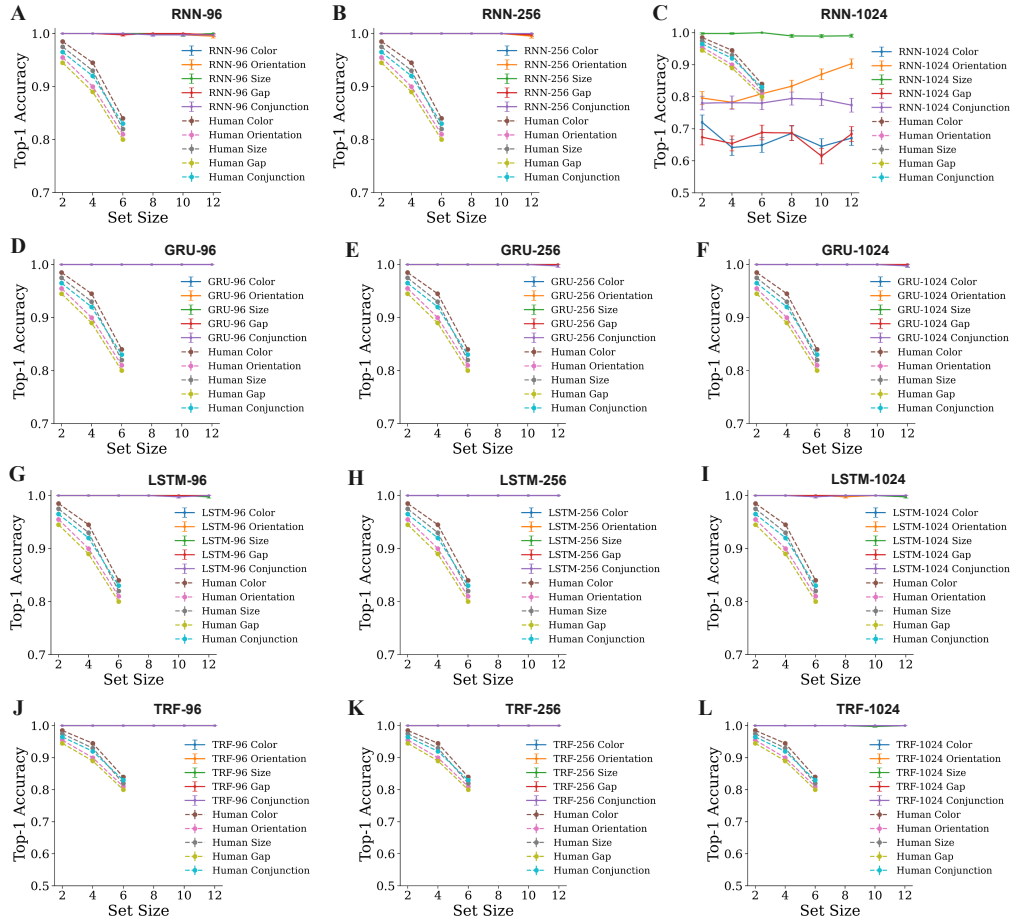 A
RNN-96
Top-1 Accuracy
1.0
0.9
0.8
0.7
2 4 6 8 10 12
Set Size
RNN-96 Color
RNN-96 Orientation
RNN-96 Size
RNN-96 Gap
RNN-96 Conjunction
Human Color
Human Orientation
Human Size
Human Gap
Human Conjunction
B
RNN-256
Top-1 Accuracy
1.0
0.9
0.8
0.7
2 4 6 8 10 12
Set Size
RNN-256 Color
RNN-256 Orientation
RNN-256 Size
RNN-256 Gap
RNN-256 Conjunction
Human Color
Human Orientation
Human Size
Human Gap
Human Conjunction
C
RNN-1024
Top-1 Accuracy
1.0
0.9
0.8
0.7
0.6
0.5
2 4 6 8 10 12
Set Size
RNN-1024 Color
RNN-1024 Orientation
RNN-1024 Size
RNN-1024 Gap
RNN-1024 Conjunction
Human Color
Human Orientation
Human Size
Human Gap
Human Conjunction
D
GRU-96
Top-1 Accuracy
1.0
0.9
0.8
0.7
2 4 6 8 10 12
Set Size
GRU-96 Color
GRU-96 Orientation
GRU-96 Size
GRU-96 Gap
GRU-96 Conjunction
Human Color
Human Orientation
Human Size
Human Gap
Human Conjunction
E
GRU-256
Top-1 Accuracy
1.0
0.9
0.8
0.7
2 4 6 8 10 12
Set Size
GRU-256 Color
GRU-256 Orientation
GRU-256 Size
GRU-256 Gap
GRU-256 Conjunction
Human Color
Human Orientation
Human Size
Human Gap
Human Conjunction
F
GRU-1024
Top-1 Accuracy
1.0
0.9
0.8
0.7
2 4 6 8 10 12
Set Size
GRU-1024 Color
GRU-1024 Orientation
GRU-1024 Size
GRU-1024 Gap
GRU-1024 Conjunction
Human Color
Human Orientation
Human Size
Human Gap
Human Conjunction
G
LSTM-96
Top-1 Accuracy
1.0
0.9
0.8
0.7
2 4 6 8 10 12
Set Size
LSTM-96 Color
LSTM-96 Orientation
LSTM-96 Size
LSTM-96 Gap
LSTM-96 Conjunction
Human Color
Human Orientation
Human Size
Human Gap
Human Conjunction
H
LSTM-256
Top-1 Accuracy
1.0
0.9
0.8
0.7
2 4 6 8 10 12
Set Size
LSTM-256 Color
LSTM-256 Orientation
LSTM-256 Size
LSTM-256 Gap
LSTM-256 Conjunction
Human Color
Human Orientation
Human Size
Human Gap
Human Conjunction
I
LSTM-1024
Top-1 Accuracy
1.0
0.9
0.8
0.7
2 4 6 8 10 12
Set Size
LSTM-1024 Color
LSTM-1024 Orientation
LSTM-1024 Size
LSTM-1024 Gap
LSTM-1024 Conjunction
Human Color
Human Orientation
Human Size
Human Gap
Human Conjunction
J
TRF-96
Top-1 Accuracy
1.0
0.9
0.8
0.7
0.6
0.5
2 4 6 8 10 12
Set Size
TRF-96 Color
TRF-96 Orientation
TRF-96 Size
TRF-96 Gap
TRF-96 Conjunction
Human Color
Human Orientation
Human Size
Human Gap
Human Conjunction
K
TRF-256
Top-1 Accuracy
1.0
0.9
0.8
0.7
0.6
0.5
2 4 6 8 10 12
Set Size
TRF-256 Color
TRF-256 Orientation
TRF-256 Size
TRF-256 Gap
TRF-256 Conjunction
Human Color
Human Orientation
Human Size
Human Gap
Human Conjunction
L
TRF-1024
Top-1 Accuracy
1.0
0.9
0.8
0.7
0.6
0.5
2 4 6 8 10 12
Set Size
TRF-1024 Color
TRF-1024 Orientation
TRF-1024 Size
TRF-1024 Gap
TRF-1024 Conjunction
Human Color
Human Orientation
Human Size
Human Gap
Human Conjunction